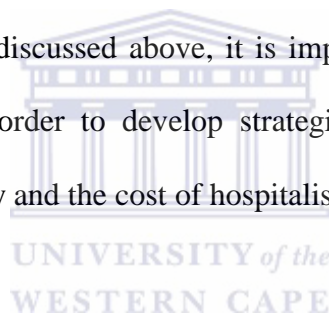 discussed above, it is imp
order to develop strategi
y and the cost of hospitalis
UNIVERSITY of the
WESTERN CAPE